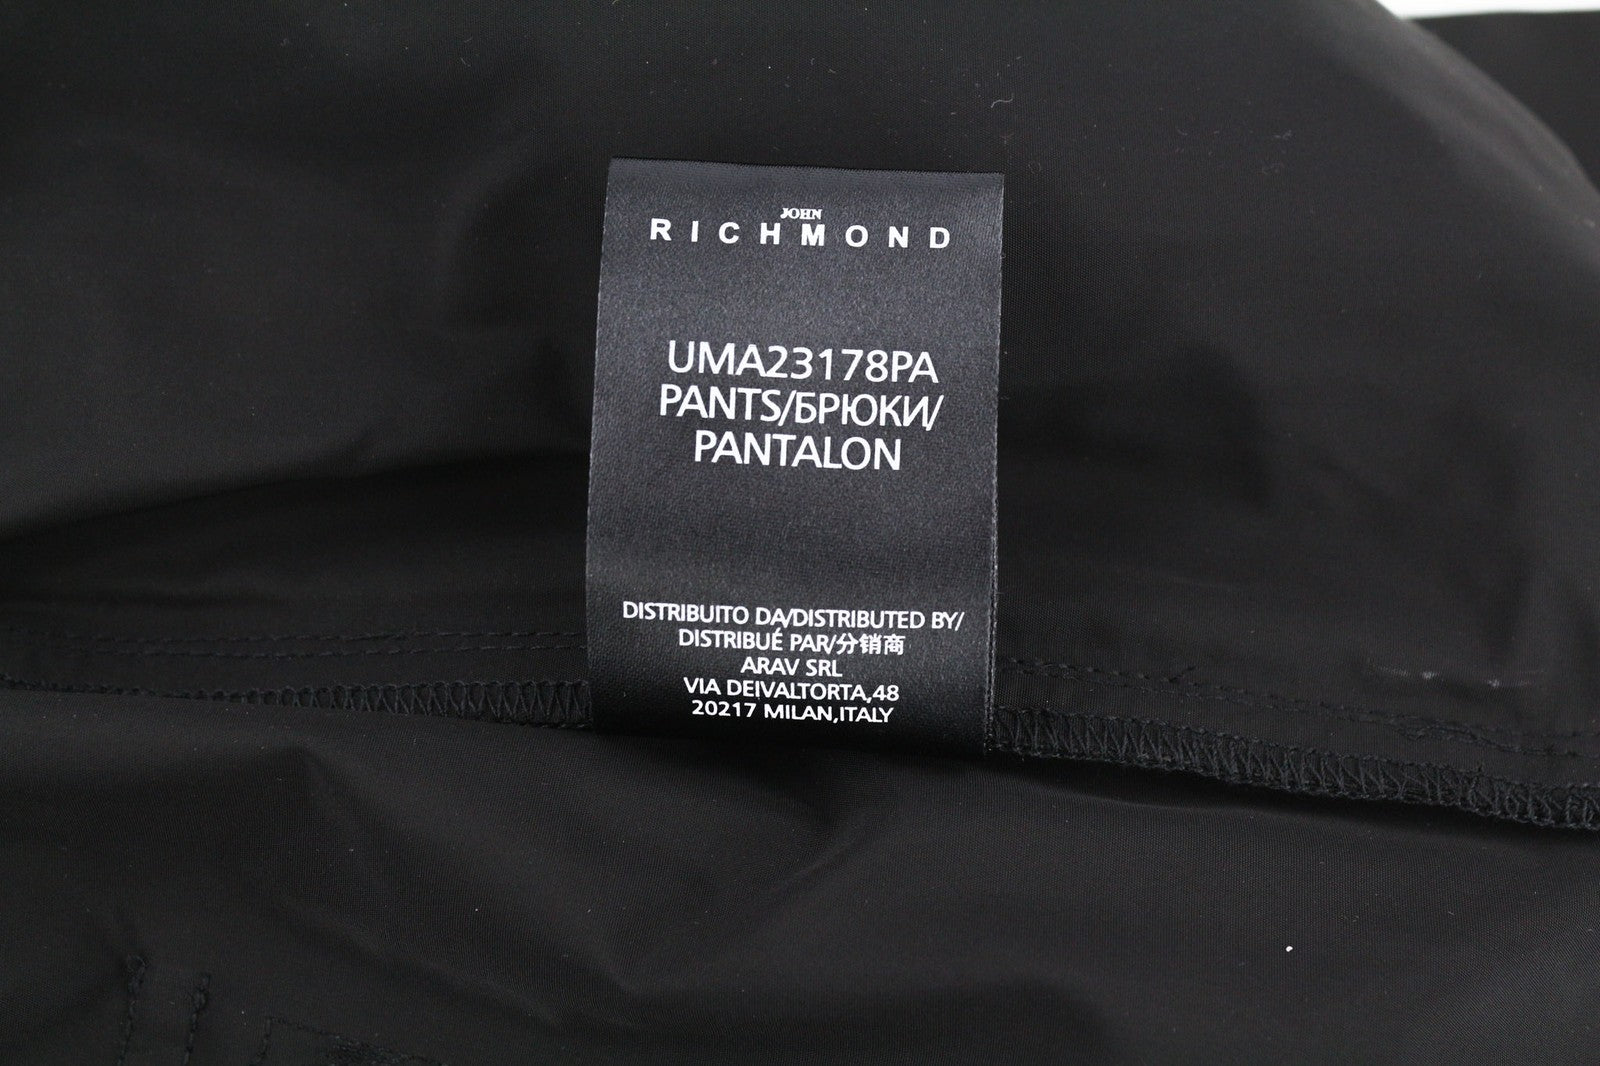 JOHN
RICHMOND
UMA23178PA
PANTS/БРЮКИ/
PANTALON
DISTRIBUITO DA/DISTRIBUTED BY/
DISTRIBUÉ PAR/分销商
ARAV SRL
VIA DEIVALTORTA,48
20217 MILAN,ITALY